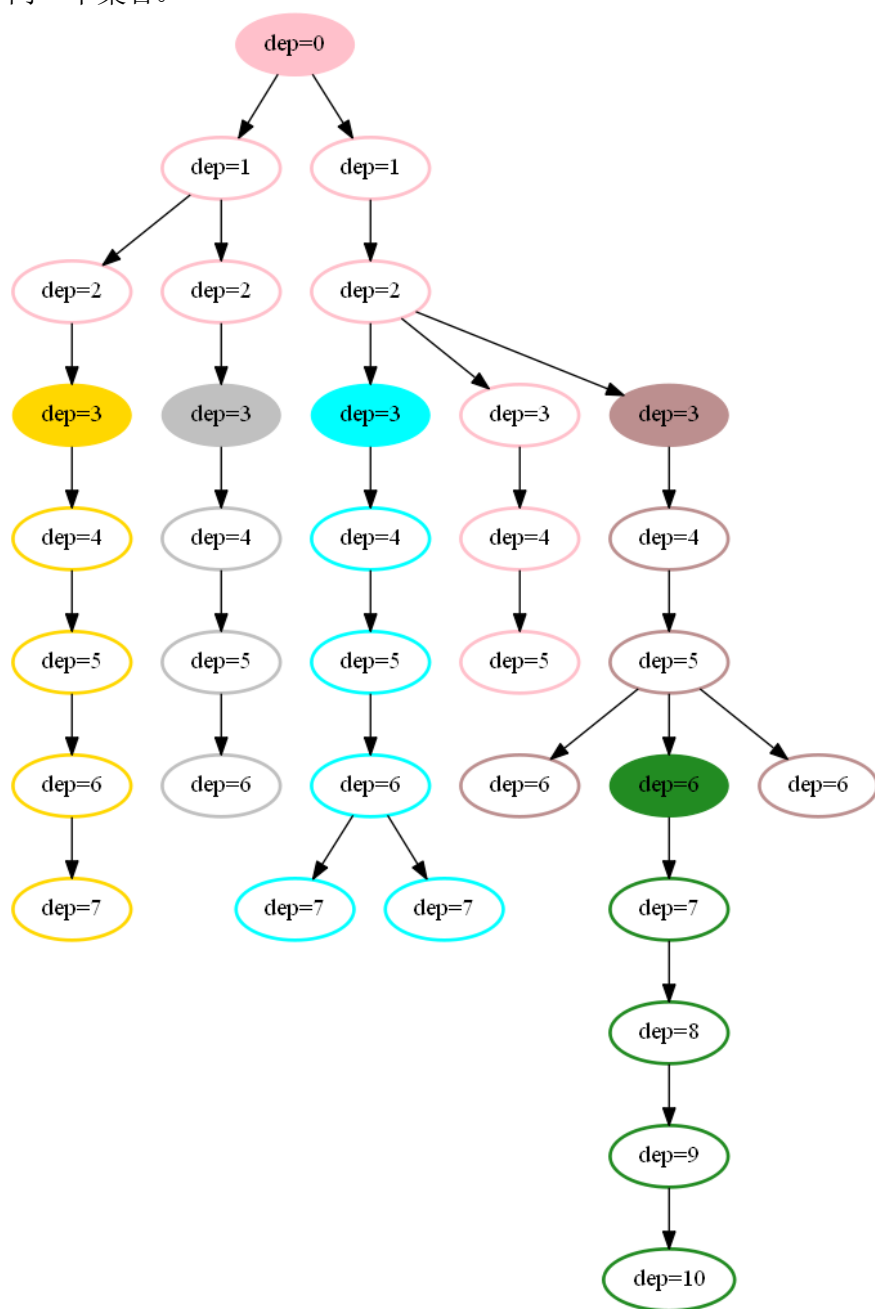 dep=0
dep=1 dep=1
dep=2 dep=2 dep=2
dep=3 dep=3 dep=3 dep=3 dep=3
dep=4 dep=4 dep=4 dep=4 dep=4
dep=5 dep=5 dep=5 dep=5 dep=5
dep=6 dep=6 dep=6 dep=6 dep=6 dep=6
dep=7 dep=7 dep=7 dep=7
dep=8
dep=9
dep=10